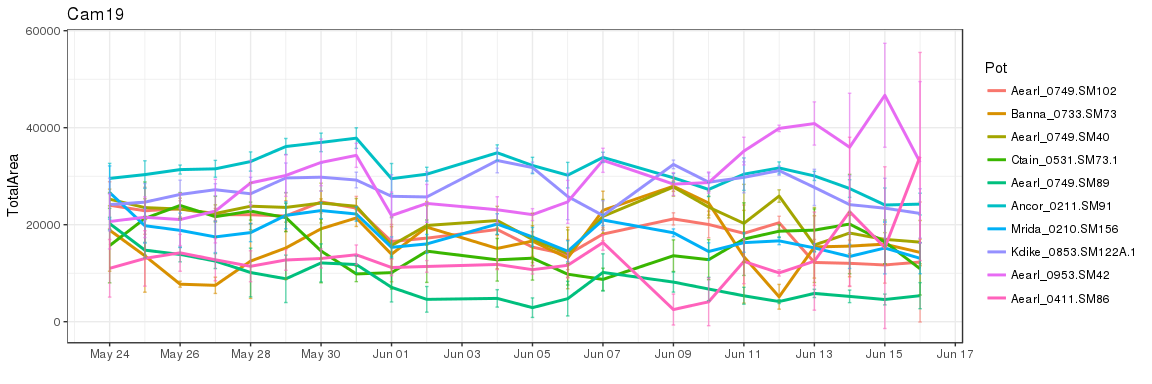 Cam19
TotalArea
60000
40000
20000
0
May 24 May 26 May 28 May 30 Jun 01 Jun 03 Jun 05 Jun 07 Jun 09 Jun 11 Jun 13 Jun 15 Jun 17
Pot
Aearl_0749.SM102
Banna_0733.SM73
Aearl_0749.SM40
Ctain_0531.SM73.1
Aearl_0749.SM89
Ancor_0211.SM91
Mrida_0210.SM156
Kdike_0853.SM122A.1
Aearl_0953.SM42
Aearl_0411.SM86